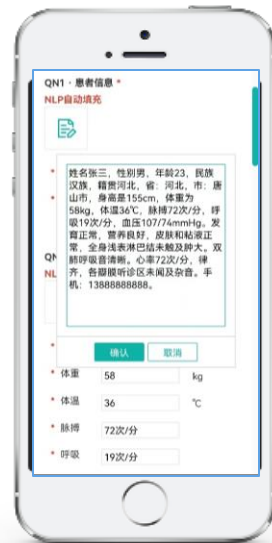 QN1 · 患者信息 *
NLP自动填充
*
*
姓名张三，性别男，年龄23，民族
汉族，籍贯河北，省：河北，市：唐
山市，身高是155cm，体重为
58kg，体温36℃，脉搏72次/分，呼
吸19次/分，血压107/74mmHg。发
育正常，营养良好，皮肤和粘液正
常，全身浅表淋巴结未触及肿大。双
肺呼吸音清晰。心率72次/分，律
齐，各瓣膜听诊区未闻及杂音。手
机：13888888888。
QN
NL
确认 取消
*
* 体重 58 kg
* 体温 36 ℃
* 脉搏 72次/分
* 呼吸 19次/分